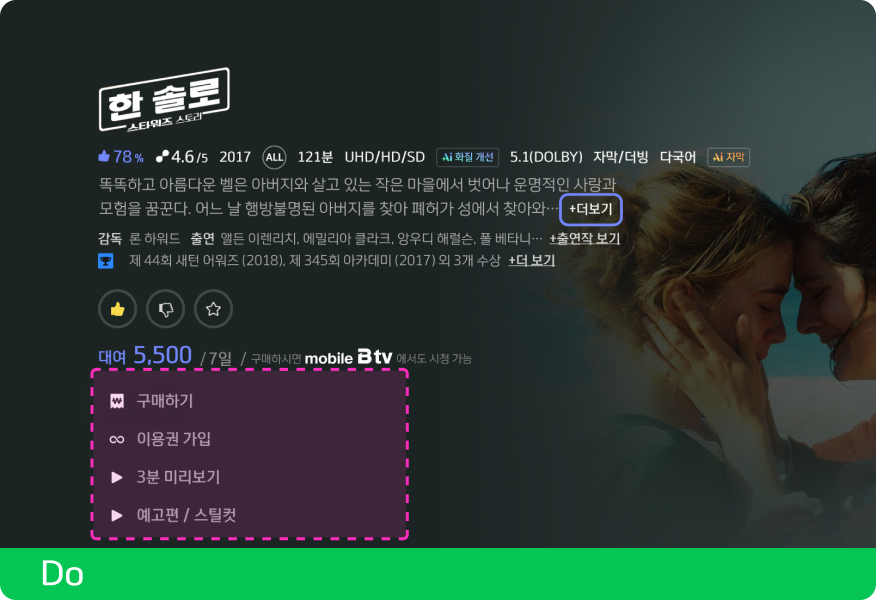 한 솔로
스타워즈 스토리
78% 4.6/5 2017 ALL 121분 UHD/HD/SD Ai 화질 개선 5.1(DOLBY) 자막/더빙 다국어 Ai 자막
똑똑하고 아름다운 벨은 아버지와 살고 있는 작은 마을에서 벗어나 운명적인 사랑과
모험을 꿈꾼다. 어느 날 행방불명된 아버지를 찾아 폐허가 성에서 찾아와… +더보기
감독 론 하워드 출연 앨든 이렌리치, 에밀리아 클라크, 앙우디 해럴슨, 폴 베타니… +출연작 보기
제 44회 새턴 어워즈 (2018), 제 345회 아카데미 (2017) 외 3개 수상 +더 보기
대여 5,500 / 7일 / 구매하시면 mobile Btv 에서도 시청 가능
구매하기
이용권 가입
3분 미리보기
예고편 / 스틸컷
Do